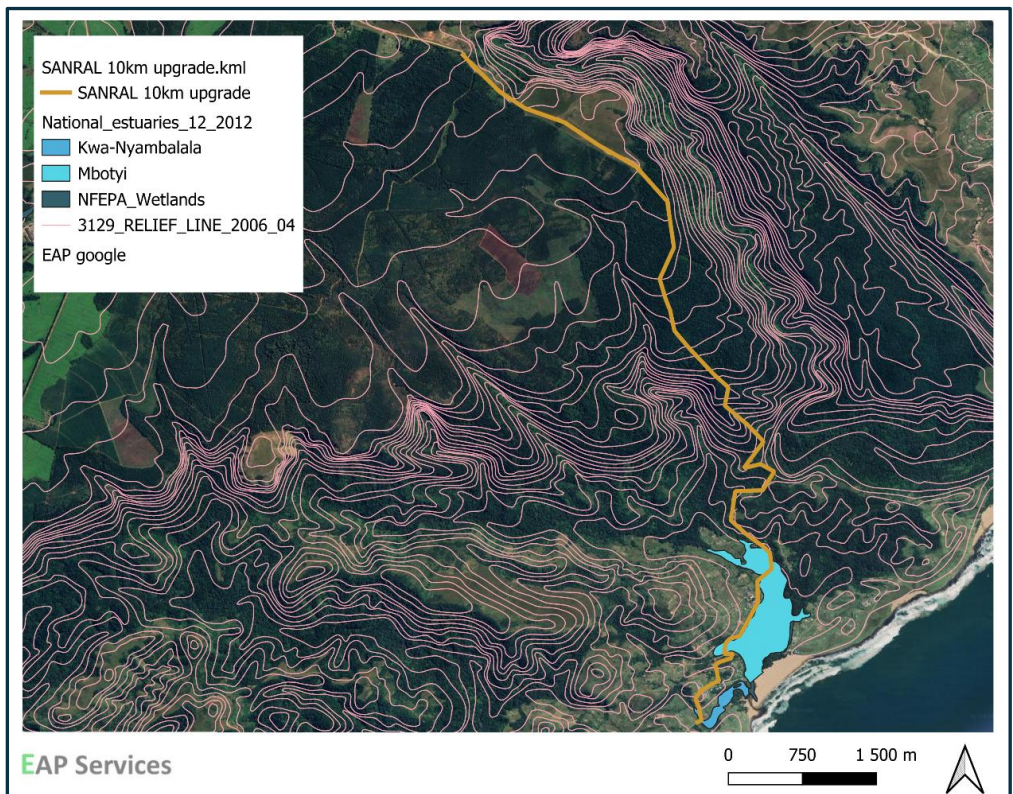 SANRAL 10km upgrade.kml
SANRAL 10km upgrade
National_estuaries_12_2012
Kwa-Nyambalala
Mbotyi
NFEPA_Wetlands
3129_RELIEF_LINE_2006_04
EAP google
EAP Services
0 750 1 500 m